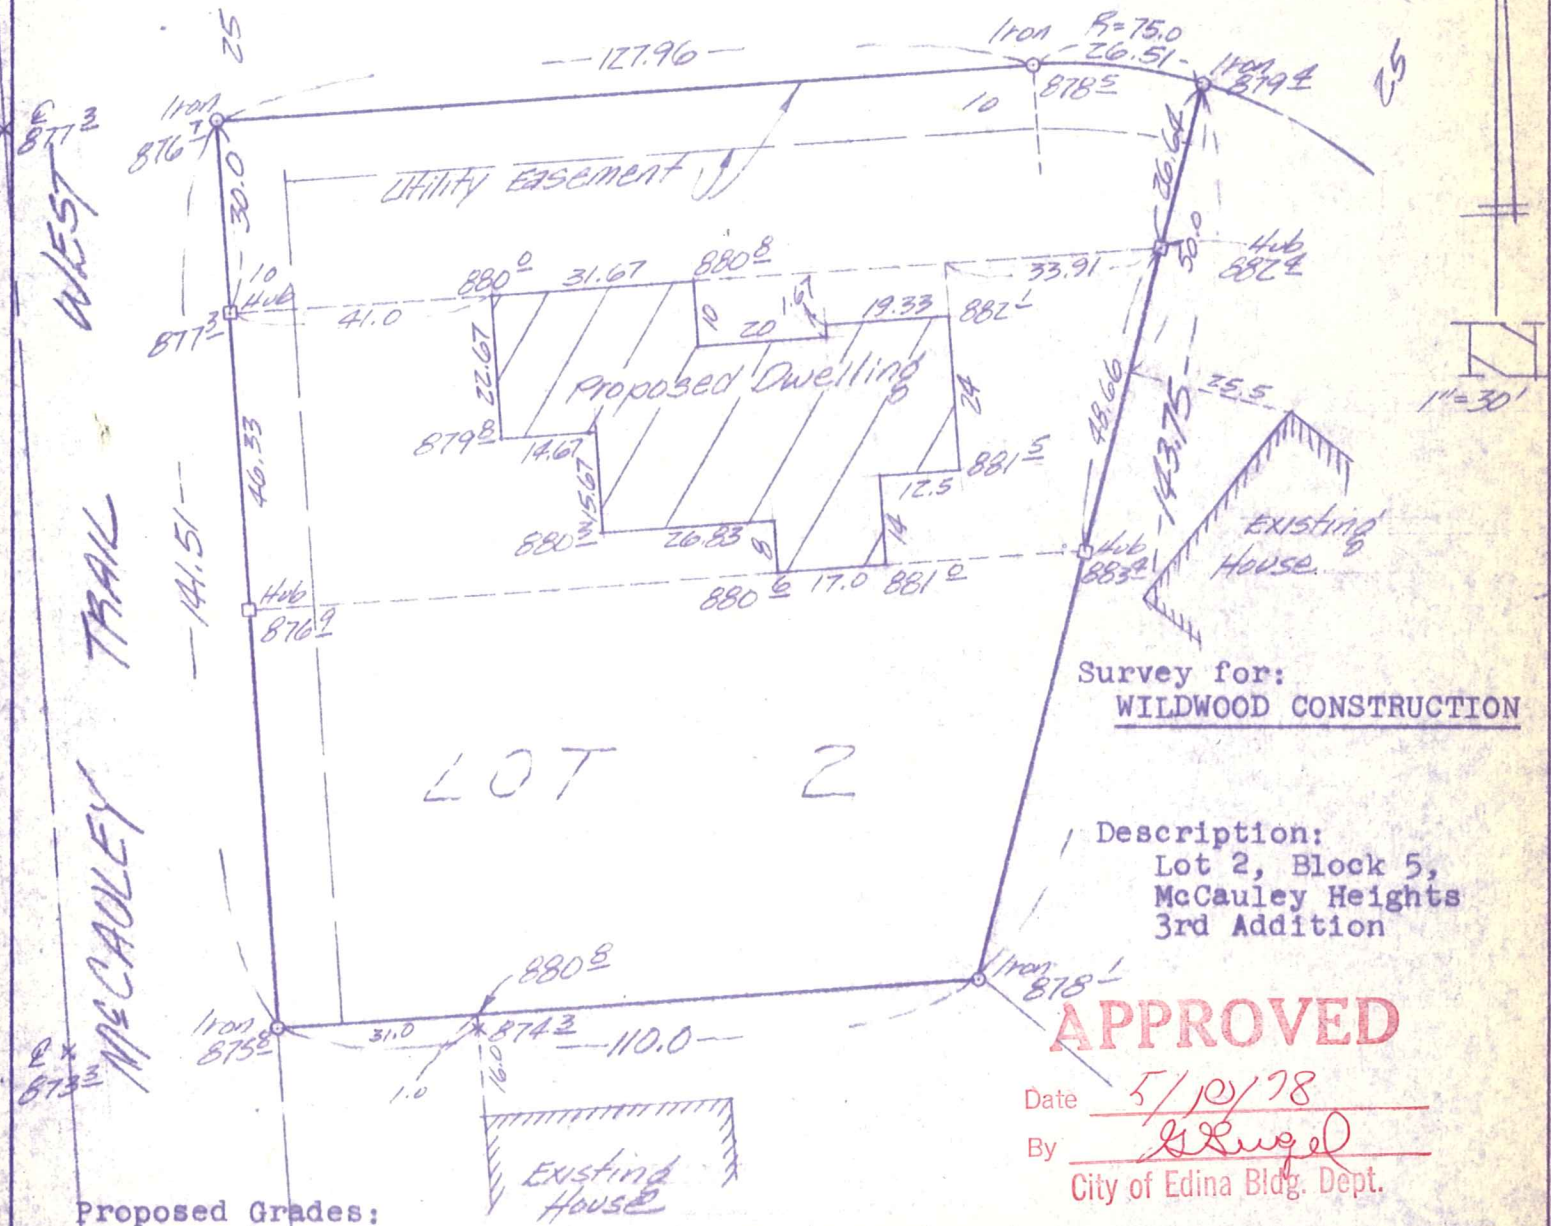 25
—127.96—
Iron
R=75.0
26.51
Iron
879 4
25
℄
877 3
Iron
876 7
878 5
10
30.0
Utility Easement
26.64
50.0
10
Hub
877 3
41.0
880 0
31.67
880 8
33.91
Hub
882 4
10
20
1.67
19.33
882 1
22.67
Proposed Dwelling
24
48.66
25.5
1"=30'
879 8
14.67
15.67
46.33
—141.51—
881 5
12.5
14
—143.75—
880 3
26.83
8
Existing
House
Hub
876 9
880 6
17.0
881 0
Hub
883 4
WEST
TRAIL
McCAULEY
Survey for:
WILDWOOD CONSTRUCTION
LOT 2
Description:
Lot 2, Block 5,
McCauley Heights
3rd Addition
880 8
Iron
878 1
Iron
875 8
31.0
874 3
—110.0—
℄
873 3
1.0
16.0
APPROVED
Date 5/10/78
By
City of Edina Bldg. Dept.
Existing
House
Proposed Grades: